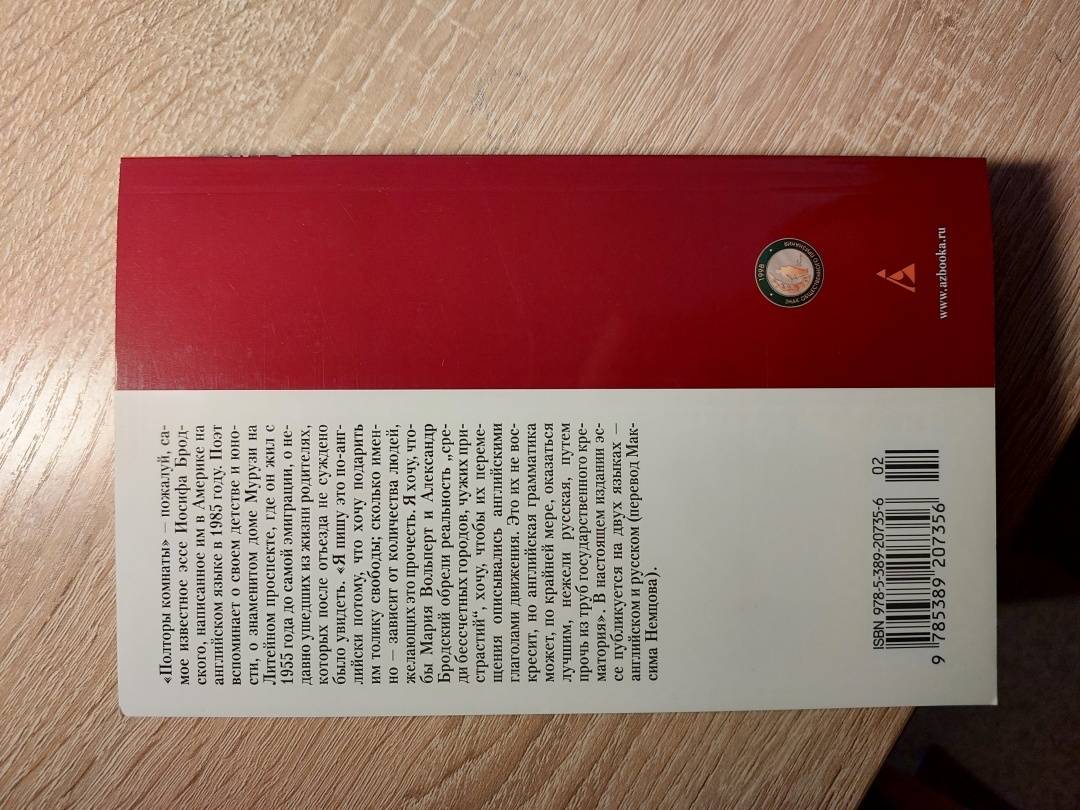 «Полторы комнаты» — пожалуй, са-
мое известное эссе Иосифа Брод-
ского, написанное им в Америке на
английском языке в 1985 году. Поэт
вспоминает о своем детстве и юно-
сти, о знаменитом доме Мурузи на
Литейном проспекте, где он жил с
1955 года до самой эмиграции, о не-
давно ушедших из жизни родителях,
которых после отъезда не суждено
было увидеть. «Я пишу это по-анг-
лийски потому, что хочу подарить
им толику свободы; сколько имен-
но — зависит от количества людей,
желающих это прочесть. Я хочу, что-
бы Мария Вольперт и Александр
Бродский обрели реальность „сре-
ди бессчетных городов, чужих при-
страстий“, хочу, чтобы их переме-
щения описывались английскими
глаголами движения. Это их не вос-
кресит, но английская грамматика
может, по крайней мере, оказаться
лучшим, нежели русская, путем
прочь из труб государственного кре-
матория». В настоящем издании эс-
се публикуется на двух языках —
английском и русском (перевод Мак-
сима Немцова).
ISBN 978-5-389-20735-6
02
9 785389 207356
1998
ЗНАК ОБЩЕСТВЕННОГО ПРИЗНАНИЯ
www.azbooka.ru